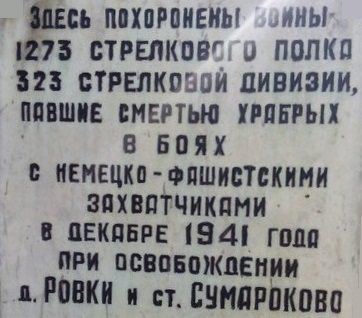 ЗДЕСЬ ПОХОРОНЕНЫ ВОИНЫ
1273 СТРЕЛКОВОГО ПОЛКА
323 СТРЕЛКОВОЙ ДИВИЗИИ,
ПАВШИЕ СМЕРТЬЮ ХРАБРЫХ
В БОЯХ
С НЕМЕЦКО-ФАШИСТСКИМИ
ЗАХВАТЧИКАМИ
В ДЕКАБРЕ 1941 ГОДА
ПРИ ОСВОБОЖДЕНИИ
д. РОВКИ и ст. СУМАРОКОВО